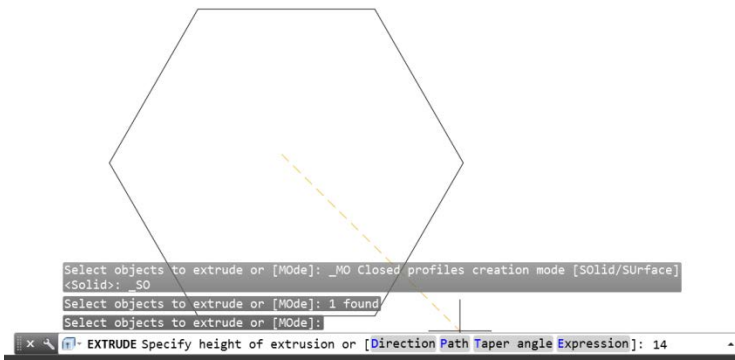 Select objects to extrude or [MOde]: _MO Closed profiles creation mode [SOlid/SUrface]
<Solid>: _SO
Select objects to extrude or [MOde]: 1 found
Select objects to extrude or [MOde]:
EXTRUDE Specify height of extrusion or [Direction Path Taper angle Expression]: 14